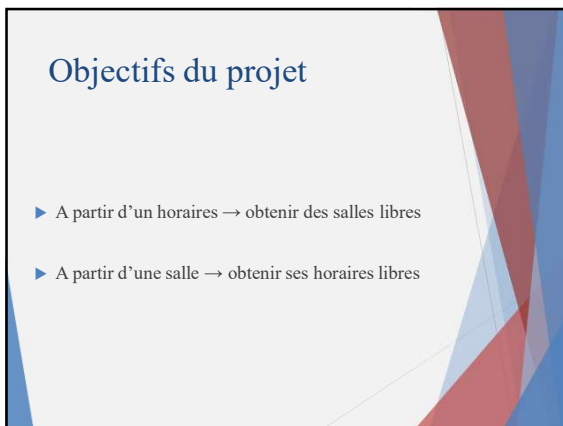 Objectifs du projet
A partir d’un horaires → obtenir des salles libres
A partir d’une salle → obtenir ses horaires libres